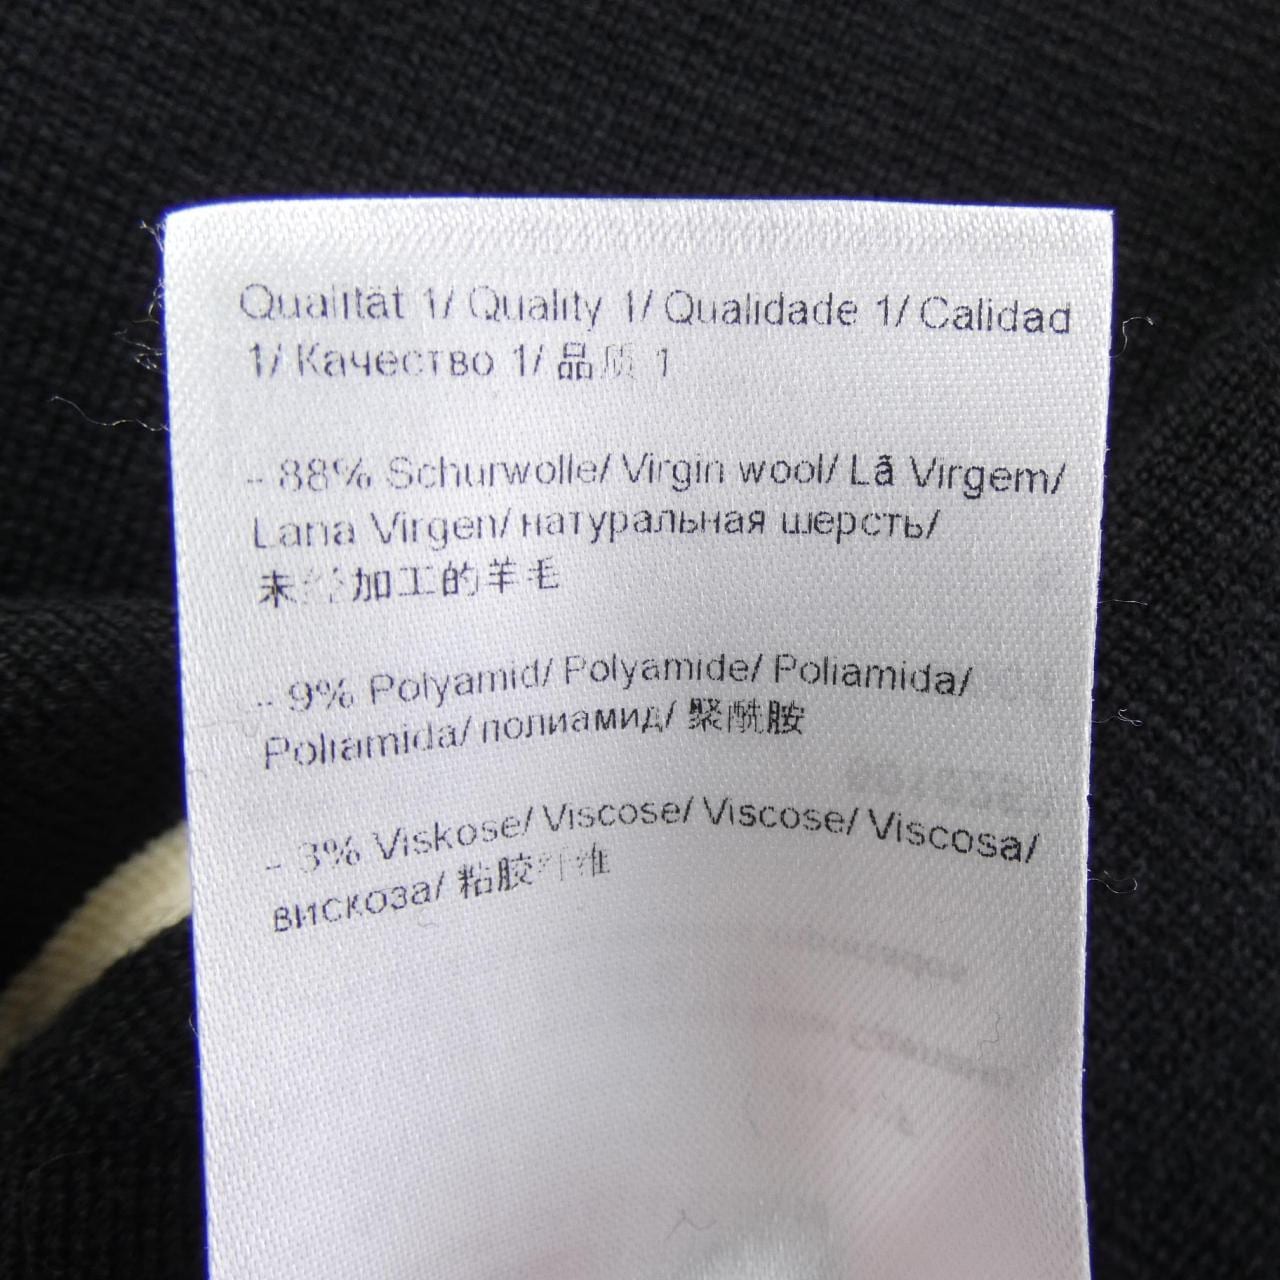 Qualität 1/ Quality 1/ Qualidade 1/ Calidad
1/ Качество 1/ 品质 1
- 88% Schurwolle/ Virgin wool/ Lã Virgem/
Lana Virgen/ натуральная шерсть/
未经加工的羊毛
- 9% Polyamid/ Polyamide/ Poliamida/
Poliamida/ полиамид/ 聚酰胺
- 3% Viskose/ Viscose/ Viscose/ Viscosa/
вискоза/ 粘胶纤维